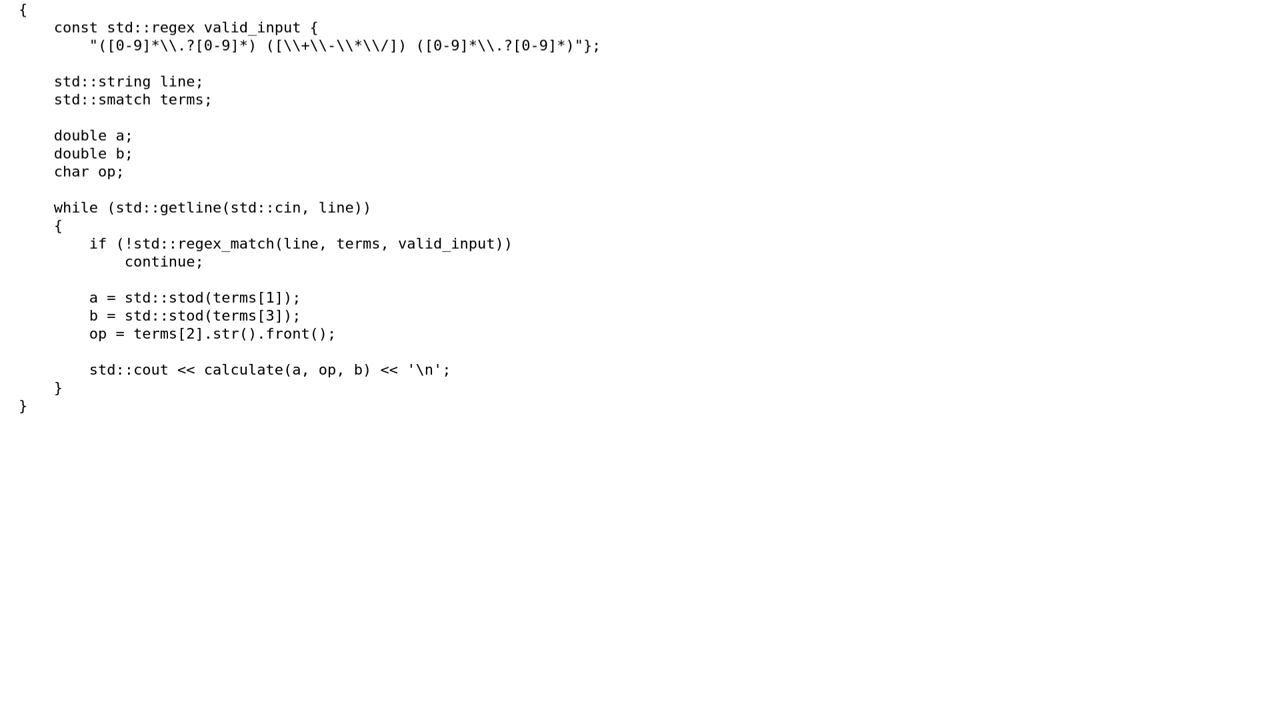 {
    const std::regex valid_input {
        "([0-9]*\\.?[0-9]*) ([\\+\\-\\*\\/]) ([0-9]*\\.?[0-9]*)"};

    std::string line;
    std::smatch terms;

    double a;
    double b;
    char op;

    while (std::getline(std::cin, line))
    {
        if (!std::regex_match(line, terms, valid_input))
            continue;

        a = std::stod(terms[1]);
        b = std::stod(terms[3]);
        op = terms[2].str().front();

        std::cout << calculate(a, op, b) << '\n';
    }
}